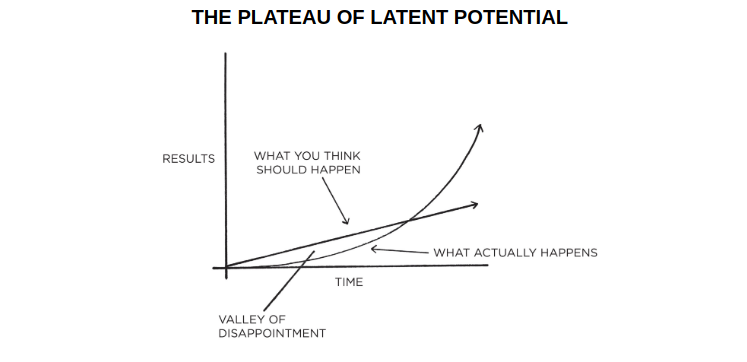 THE PLATEAU OF LATENT POTENTIAL
RESULTS
WHAT YOU THINK
SHOULD HAPPEN
WHAT ACTUALLY HAPPENS
TIME
VALLEY OF
DISAPPOINTMENT